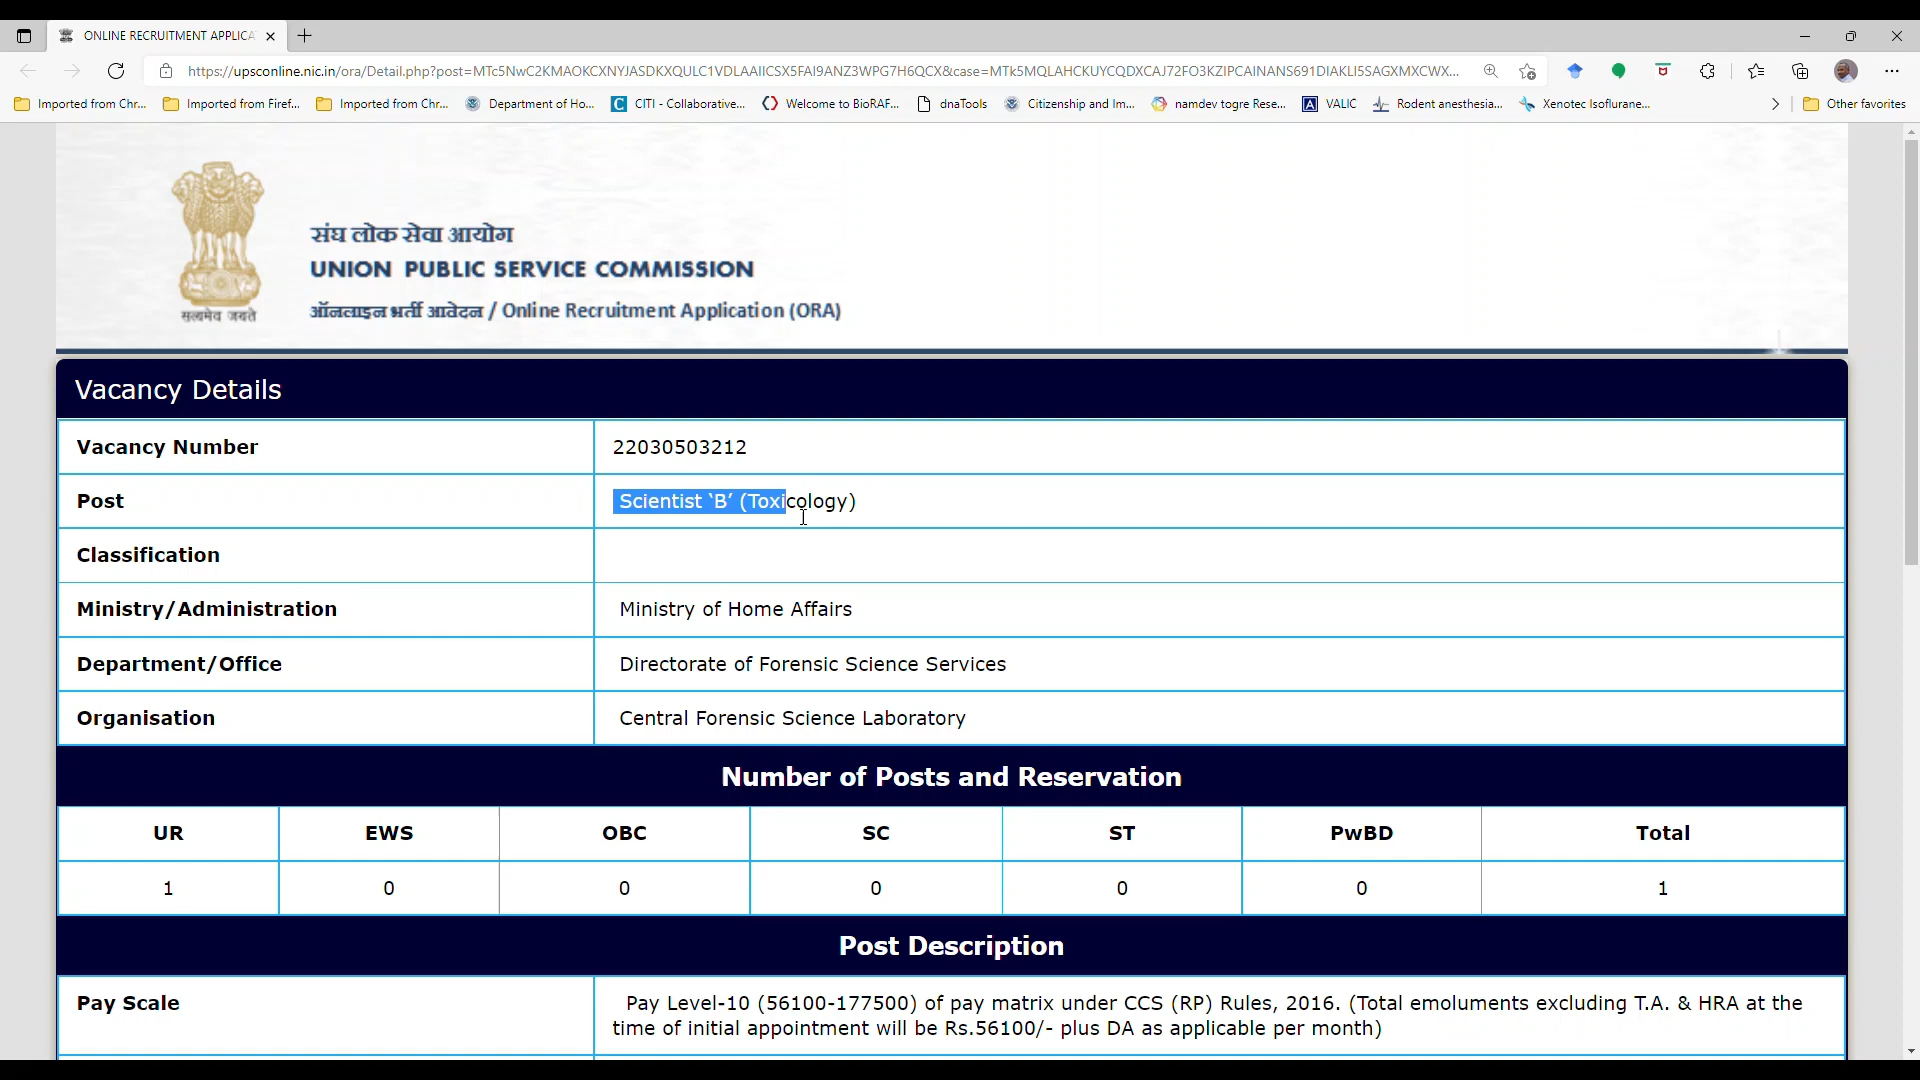 ONLINE RECRUITMENT APPLICA
https://upsconline.nic.in/ora/Detail.php?post=MTc5NwC2KMAOKCXNYJASDKXQULC1VDLAAIICSX5FAI9ANZ3WPG7H6QCX&case=MTk5MQLAHCKUYCQDXCAJ72FO3KZIPCAINANS691DIAKLI5SAGXMXCWX...
Imported from Chr... Imported from Firef... Imported from Chr... Department of Ho... CITI - Collaborative... Welcome to BioRAF... dnaTools Citizenship and Im... namdev togre Rese... VALIC Rodent anesthesia... Xenotec Isoflurane... Other favorites
संघ लोक सेवा आयोग
UNION PUBLIC SERVICE COMMISSION
सत्यमेव जयते
ऑनलाइन भर्ती आवेदन / Online Recruitment Application (ORA)
Vacancy Details
Vacancy Number 22030503212
Post Scientist ‘B’ (Toxicology)
Classification
Ministry/Administration Ministry of Home Affairs
Department/Office Directorate of Forensic Science Services
Organisation Central Forensic Science Laboratory
Number of Posts and Reservation
UR EWS OBC SC ST PwBD Total
1 0 0 0 0 0 1
Post Description
Pay Scale Pay Level-10 (56100-177500) of pay matrix under CCS (RP) Rules, 2016. (Total emoluments excluding T.A. & HRA at the
time of initial appointment will be Rs.56100/- plus DA as applicable per month)